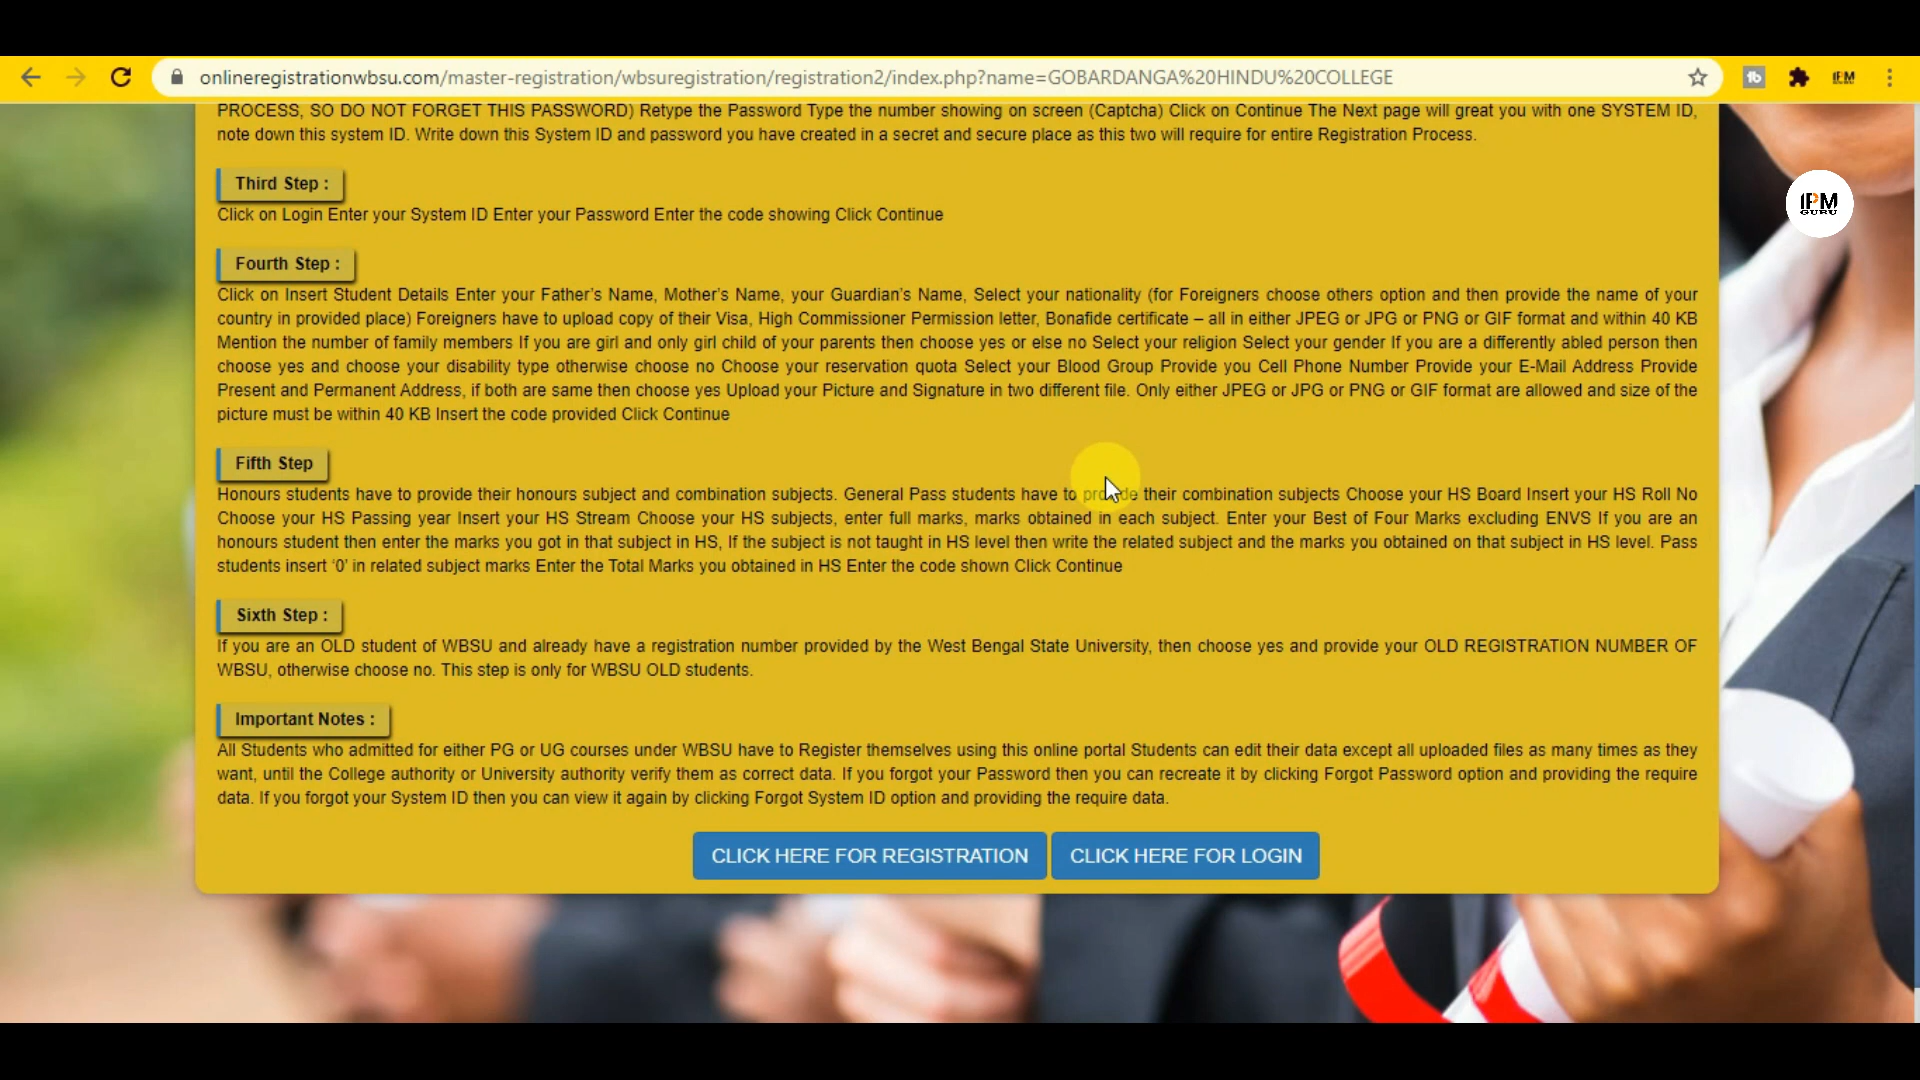 onlineregistrationwbsu.com/master-registration/wbsuregistration/registration2/index.php?name=GOBARDANGA%20HINDU%20COLLEGE
PROCESS, SO DO NOT FORGET THIS PASSWORD) Retype the Password Type the number showing on screen (Captcha) Click on Continue The Next page will great you with one SYSTEM ID,
note down this system ID. Write down this System ID and password you have created in a secret and secure place as this two will require for entire Registration Process.
IPM
GURU
Third Step :
Click on Login Enter your System ID Enter your Password Enter the code showing Click Continue
Fourth Step :
Click on Insert Student Details Enter your Father's Name, Mother's Name, your Guardian's Name, Select your nationality (for Foreigners choose others option and then provide the name of your
country in provided place) Foreigners have to upload copy of their Visa, High Commissioner Permission letter, Bonafide certificate – all in either JPEG or JPG or PNG or GIF format and within 40 KB
Mention the number of family members If you are girl and only girl child of your parents then choose yes or else no Select your religion Select your gender If you are a differently abled person then
choose yes and choose your disability type otherwise choose no Choose your reservation quota Select your Blood Group Provide you Cell Phone Number Provide your E-Mail Address Provide
Present and Permanent Address, if both are same then choose yes Upload your Picture and Signature in two different file. Only either JPEG or JPG or PNG or GIF format are allowed and size of the
picture must be within 40 KB Insert the code provided Click Continue
Fifth Step
Honours students have to provide their honours subject and combination subjects. General Pass students have to provide their combination subjects Choose your HS Board Insert your HS Roll No
Choose your HS Passing year Insert your HS Stream Choose your HS subjects, enter full marks, marks obtained in each subject. Enter your Best of Four Marks excluding ENVS If you are an
honours student then enter the marks you got in that subject in HS, If the subject is not taught in HS level then write the related subject and the marks you obtained on that subject in HS level. Pass
students insert ‘0’ in related subject marks Enter the Total Marks you obtained in HS Enter the code shown Click Continue
Sixth Step :
If you are an OLD student of WBSU and already have a registration number provided by the West Bengal State University, then choose yes and provide your OLD REGISTRATION NUMBER OF
WBSU, otherwise choose no. This step is only for WBSU OLD students.
Important Notes :
All Students who admitted for either PG or UG courses under WBSU have to Register themselves using this online portal Students can edit their data except all uploaded files as many times as they
want, until the College authority or University authority verify them as correct data. If you forgot your Password then you can recreate it by clicking Forgot Password option and providing the require
data. If you forgot your System ID then you can view it again by clicking Forgot System ID option and providing the require data.
CLICK HERE FOR REGISTRATION CLICK HERE FOR LOGIN